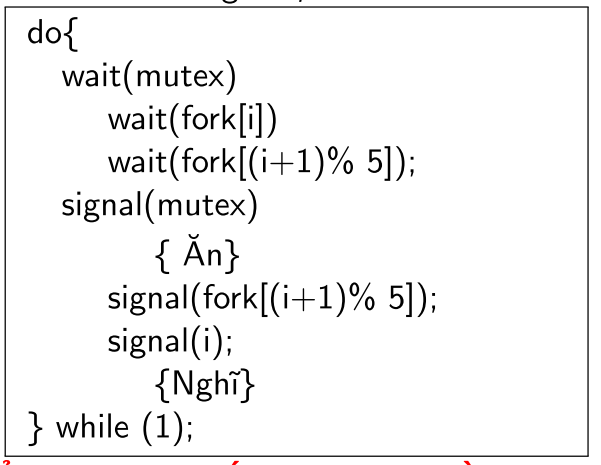 do{
wait(mutex)
wait(fork[i])
wait(fork[(i+1)% 5]);
signal(mutex)
{ Ăn}
signal(fork[(i+1)% 5]);
signal(i);
{Nghĩ}
} while (1);